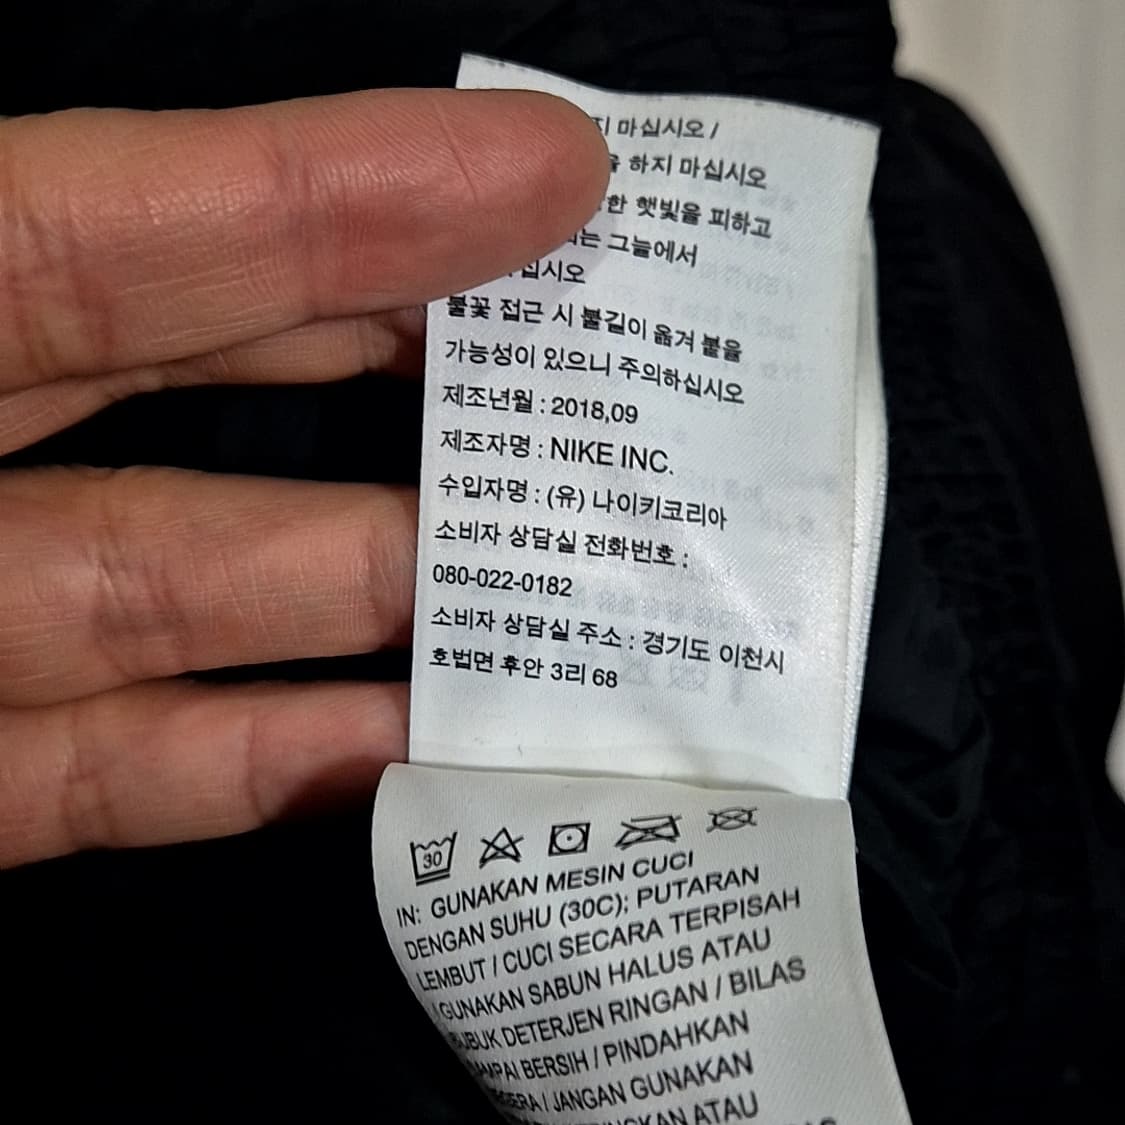 마십시오 /
하지 마십시오
햇빛을 피하고
그늘에서
십시오
불꽃 접근 시 불길이 옮겨 붙을
가능성이 있으니 주의하십시오
제조년월 : 2018,09
제조자명 : NIKE INC.
수입자명 : (유) 나이키코리아
소비자 상담실 전화번호 :
080-022-0182
소비자 상담실 주소 : 경기도 이천시
호법면 후안 3리 68
30
IN: GUNAKAN MESIN CUCI
DENGAN SUHU (30C); PUTARAN
LEMBUT / CUCI SECARA TERPISAH
/ GUNAKAN SABUN HALUS ATAU
BUBUK DETERJEN RINGAN / BILAS
BERSIH / PINDAHKAN
/ JANGAN GUNAKAN
ATAU